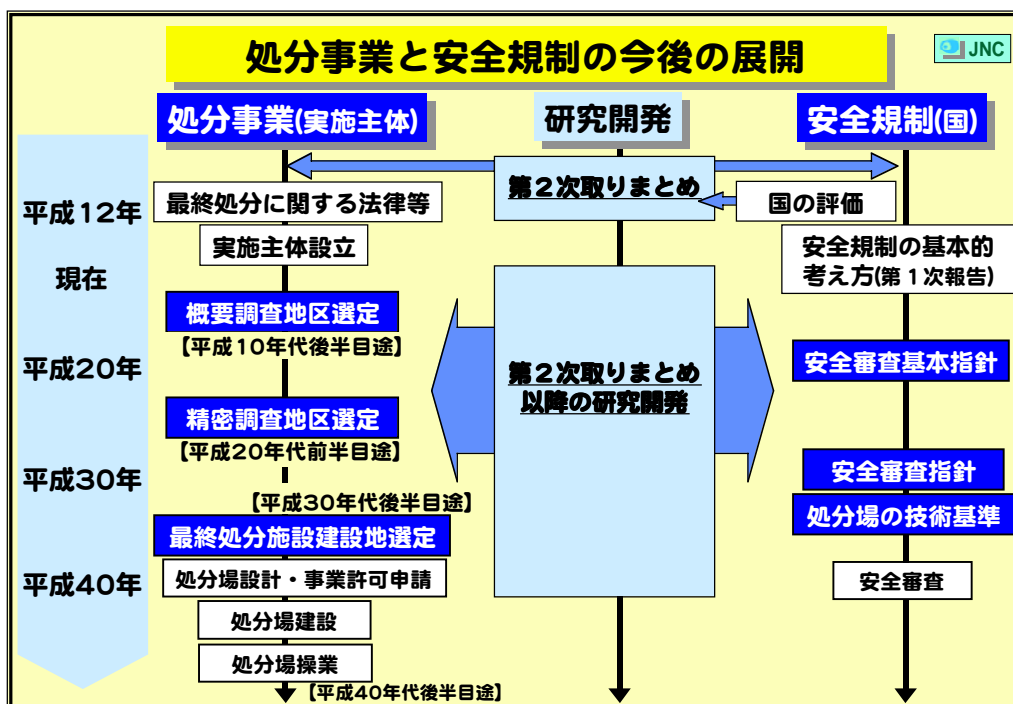 処分事業と安全規制の今後の展開
JNC
処分事業(実施主体)
研究開発
安全規制(国)
平成12年
現在
平成20年
平成30年
平成40年
最終処分に関する法律等
実施主体設立
概要調査地区選定
【平成10年代後半目途】
精密調査地区選定
【平成20年代前半目途】
【平成30年代後半目途】
最終処分施設建設地選定
処分場設計・事業許可申請
処分場建設
処分場操業
【平成40年代後半目途】
第2次取りまとめ
第2次取りまとめ
以降の研究開発
国の評価
安全規制の基本的
考え方(第1次報告)
安全審査基本指針
安全審査指針
処分場の技術基準
安全審査